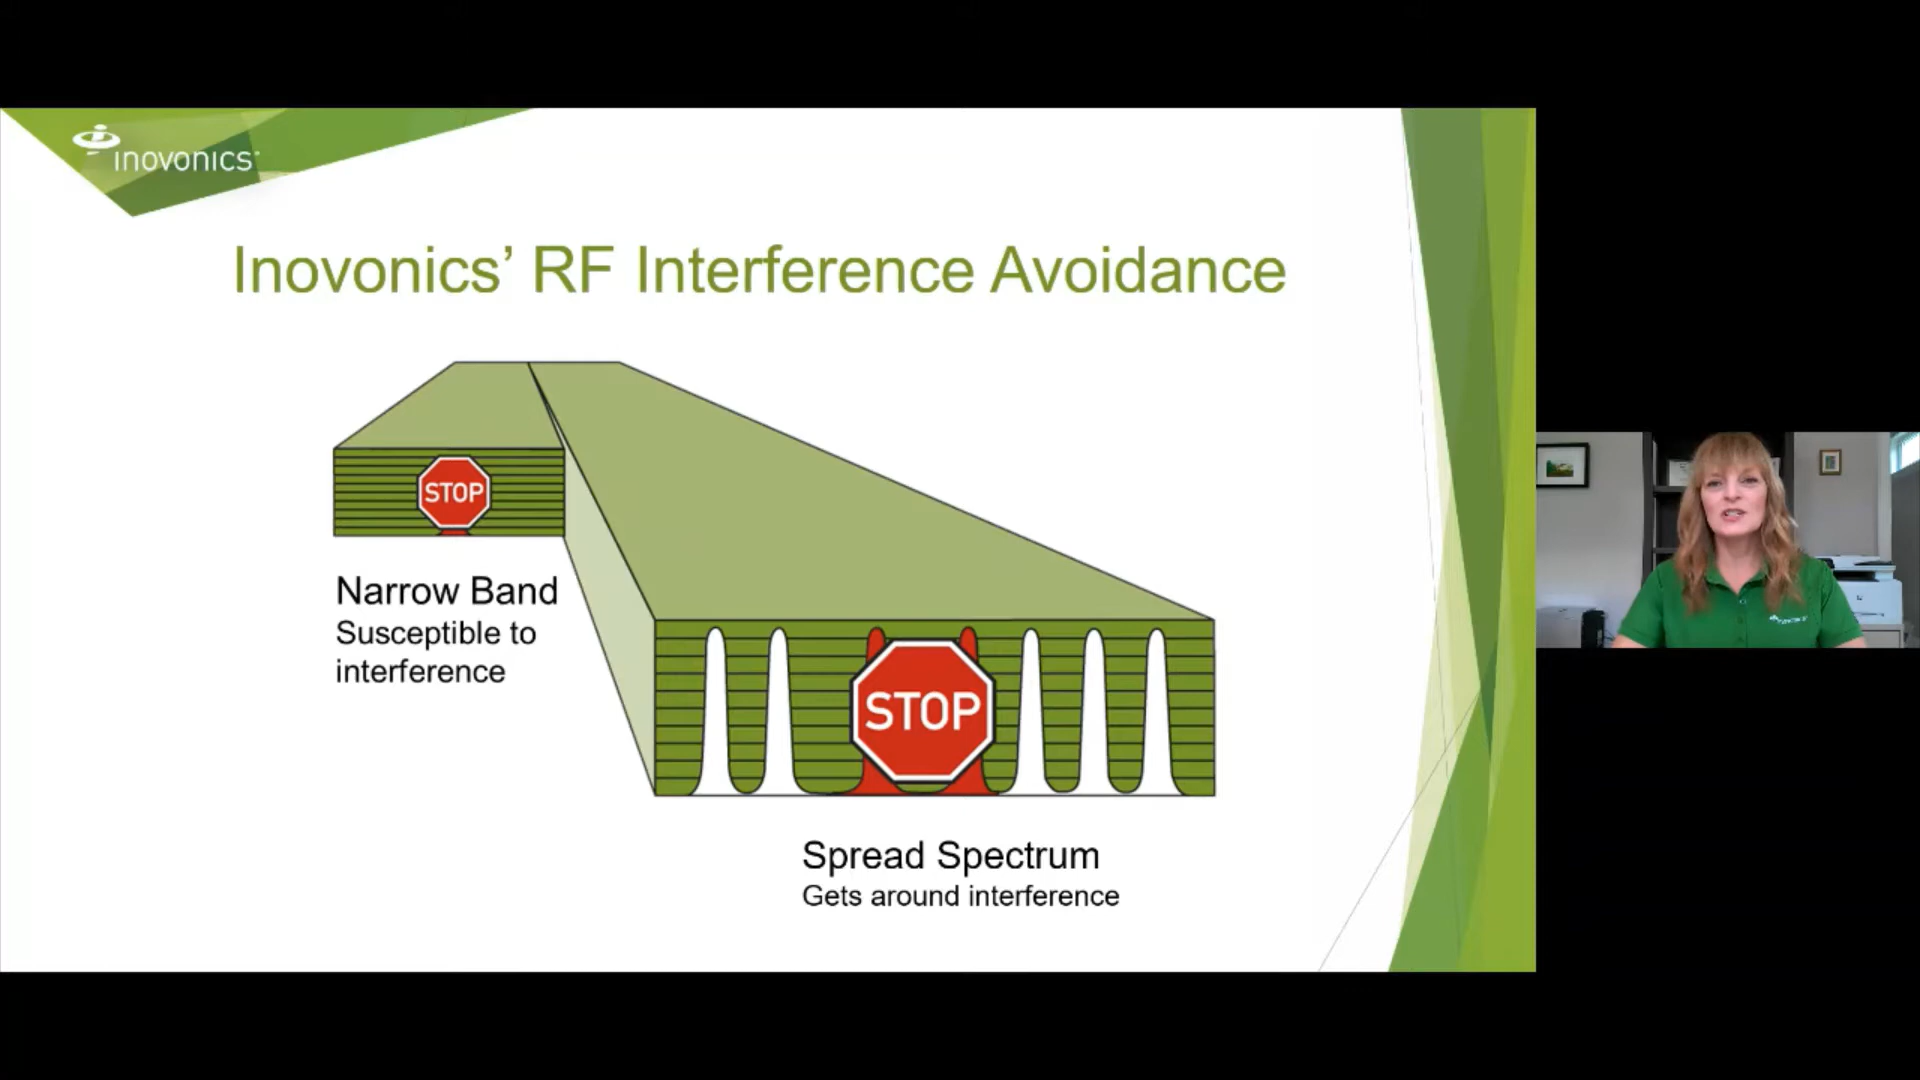 inovonics
Inovonics’ RF Interference Avoidance
STOP
Narrow Band
Susceptible to
interference
STOP
Spread Spectrum
Gets around interference